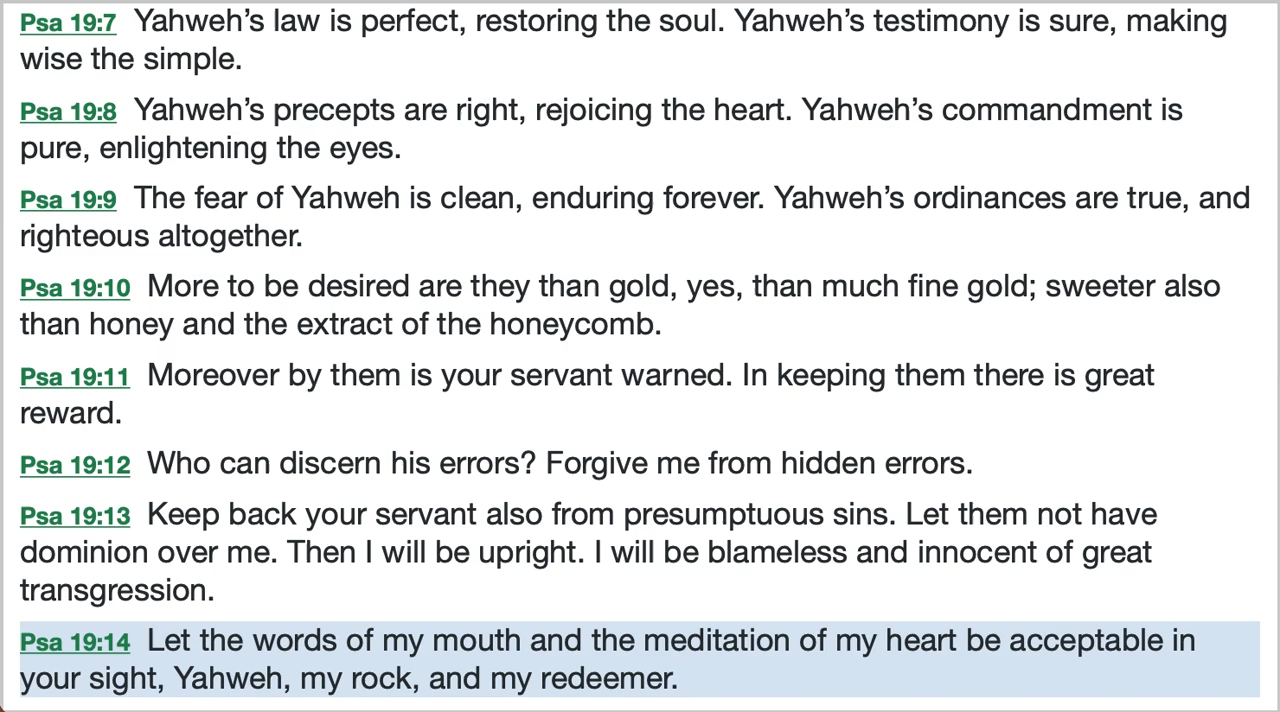 Psa 19:7 Yahweh’s law is perfect, restoring the soul. Yahweh’s testimony is sure, making
wise the simple.
Psa 19:8 Yahweh’s precepts are right, rejoicing the heart. Yahweh’s commandment is
pure, enlightening the eyes.
Psa 19:9 The fear of Yahweh is clean, enduring forever. Yahweh’s ordinances are true, and
righteous altogether.
Psa 19:10 More to be desired are they than gold, yes, than much fine gold; sweeter also
than honey and the extract of the honeycomb.
Psa 19:11 Moreover by them is your servant warned. In keeping them there is great
reward.
Psa 19:12 Who can discern his errors? Forgive me from hidden errors.
Psa 19:13 Keep back your servant also from presumptuous sins. Let them not have
dominion over me. Then I will be upright. I will be blameless and innocent of great
transgression.
Psa 19:14 Let the words of my mouth and the meditation of my heart be acceptable in
your sight, Yahweh, my rock, and my redeemer.